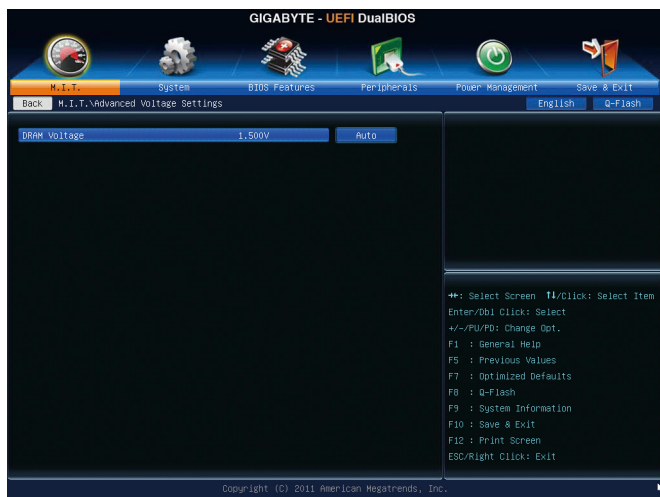 GIGABYTE - UEFI DualBIOS
M.I.T. System BIOS Features Peripherals Power Management Save & Exit
Back M.I.T.\Advanced Voltage Settings English Q-Flash
DRAM Voltage 1.500V Auto
→←: Select Screen ↑↓/Click: Select Item
Enter/Dbl Click: Select
+/-/PU/PD: Change Opt.
F1 : General Help
F5 : Previous Values
F7 : Optimized Defaults
F8 : Q-Flash
F9 : System Information
F10 : Save & Exit
F12 : Print Screen
ESC/Right Click: Exit
Copyright (C) 2011 American Megatrends, Inc.